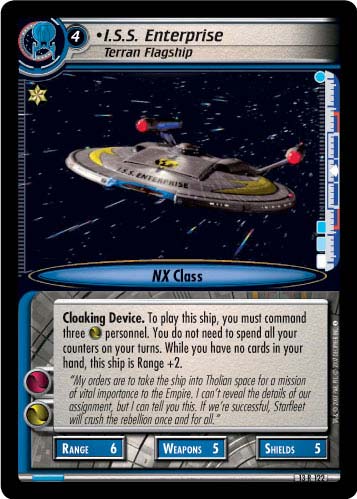 4
•I.S.S. Enterprise
Terran Flagship
I.S.S. ENTERPRISE
NX Class
Cloaking Device. To play this ship, you must command
three personnel. You do not need to spend all your
counters on your turns. While you have no cards in your
hand, this ship is Range +2.
"My orders are to take the ship into Tholian space for a mission
of vital importance to the Empire. I can't reveal the details of our
assignment, but I can tell you this. If we're successful, Starfleet
will crush the rebellion once and for all."
RANGE 6
WEAPONS 5
SHIELDS 5
13 R 122